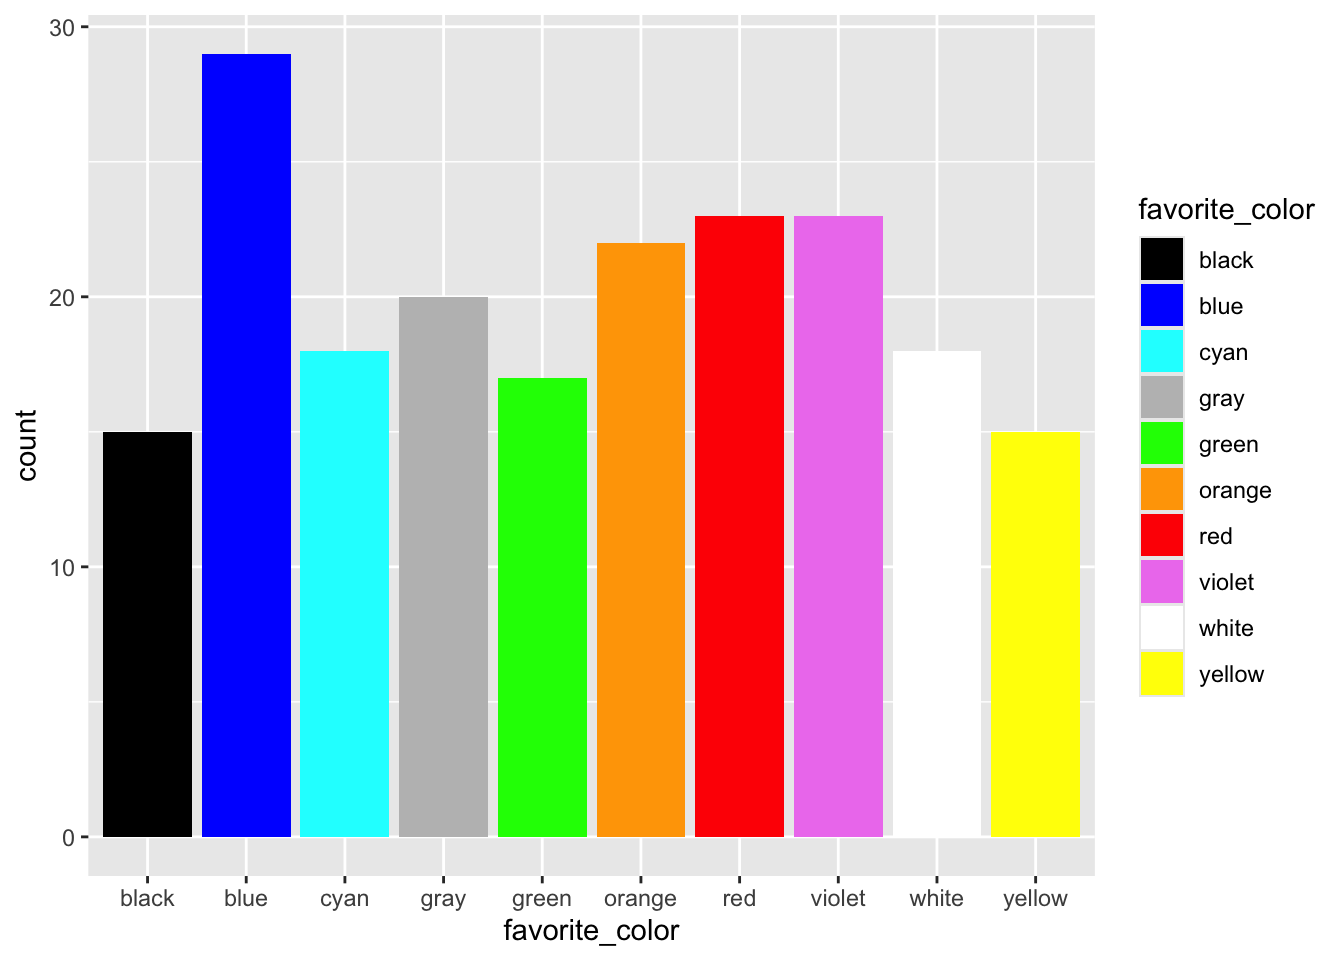 30
20
10
0
count
black blue cyan gray green orange red violet white yellow
favorite_color
favorite_color
black
blue
cyan
gray
green
orange
red
violet
white
yellow